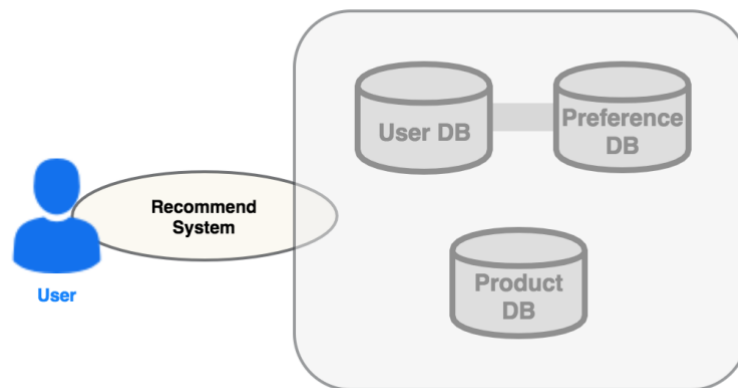 User DB
Preference
DB
Recommend
System
Product
DB
User